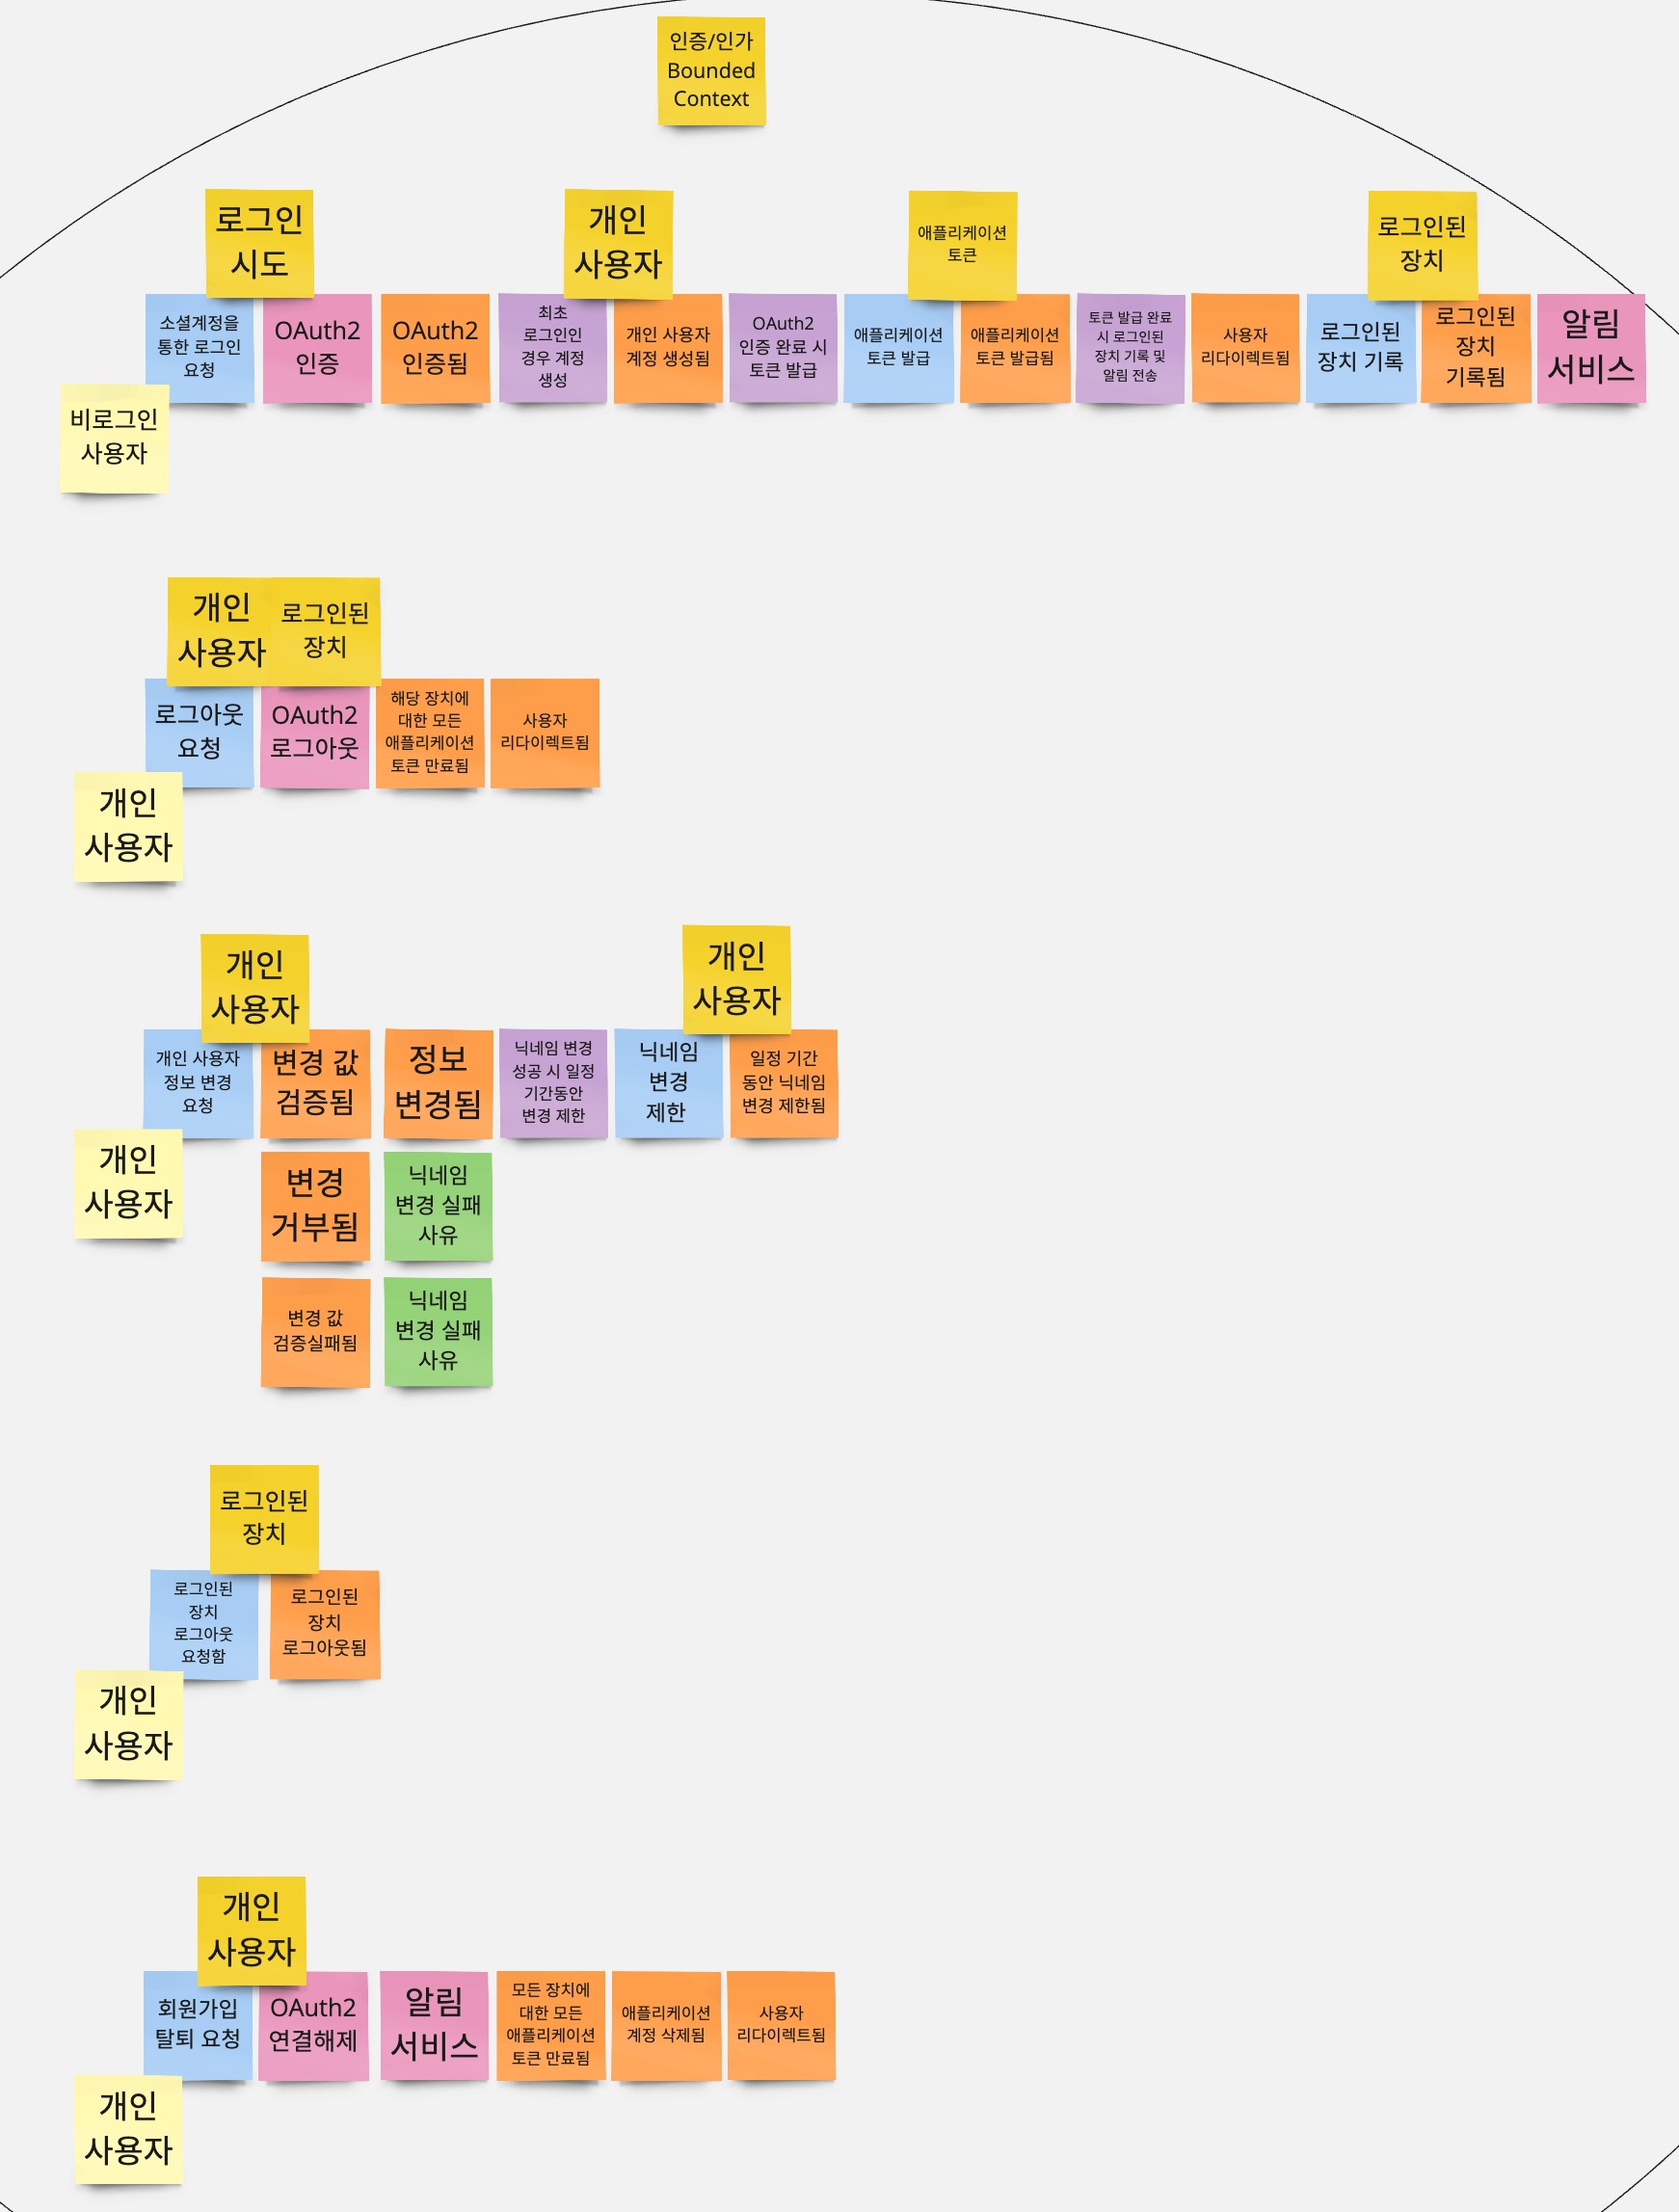 인증/인가
Bounded
Context
로그인
시도
개인
사용자
애플리케이션
토큰
로그인된
장치
소셜계정을
통한 로그인
요청
OAuth2
인증
OAuth2
인증됨
최초
로그인인
경우 계정
생성
개인 사용자
계정 생성됨
OAuth2
인증 완료 시
토큰 발급
애플리케이션
토큰 발급
애플리케이션
토큰 발급됨
토큰 발급 완료
시 로그인된
장치 기록 및
알림 전송
사용자
리다이렉트됨
로그인된
장치 기록
로그인된
장치
기록됨
알림
서비스
비로그인
사용자
개인
사용자
로그인된
장치
로그아웃
요청
OAuth2
로그아웃
해당 장치에
대한 모든
애플리케이션
토큰 만료됨
사용자
리다이렉트됨
개인
사용자
개인
사용자
개인
사용자
개인 사용자
정보 변경
요청
변경 값
검증됨
정보
변경됨
닉네임 변경
성공 시 일정
기간동안
변경 제한
닉네임
변경
제한
일정 기간
동안 닉네임
변경 제한됨
개인
사용자
변경
거부됨
닉네임
변경 실패
사유
변경 값
검증실패됨
닉네임
변경 실패
사유
로그인된
장치
로그인된
장치
로그아웃
요청함
로그인된
장치
로그아웃됨
개인
사용자
개인
사용자
회원가입
탈퇴 요청
OAuth2
연결해제
알림
서비스
모든 장치에
대한 모든
애플리케이션
토큰 만료됨
애플리케이션
계정 삭제됨
사용자
리다이렉트됨
개인
사용자